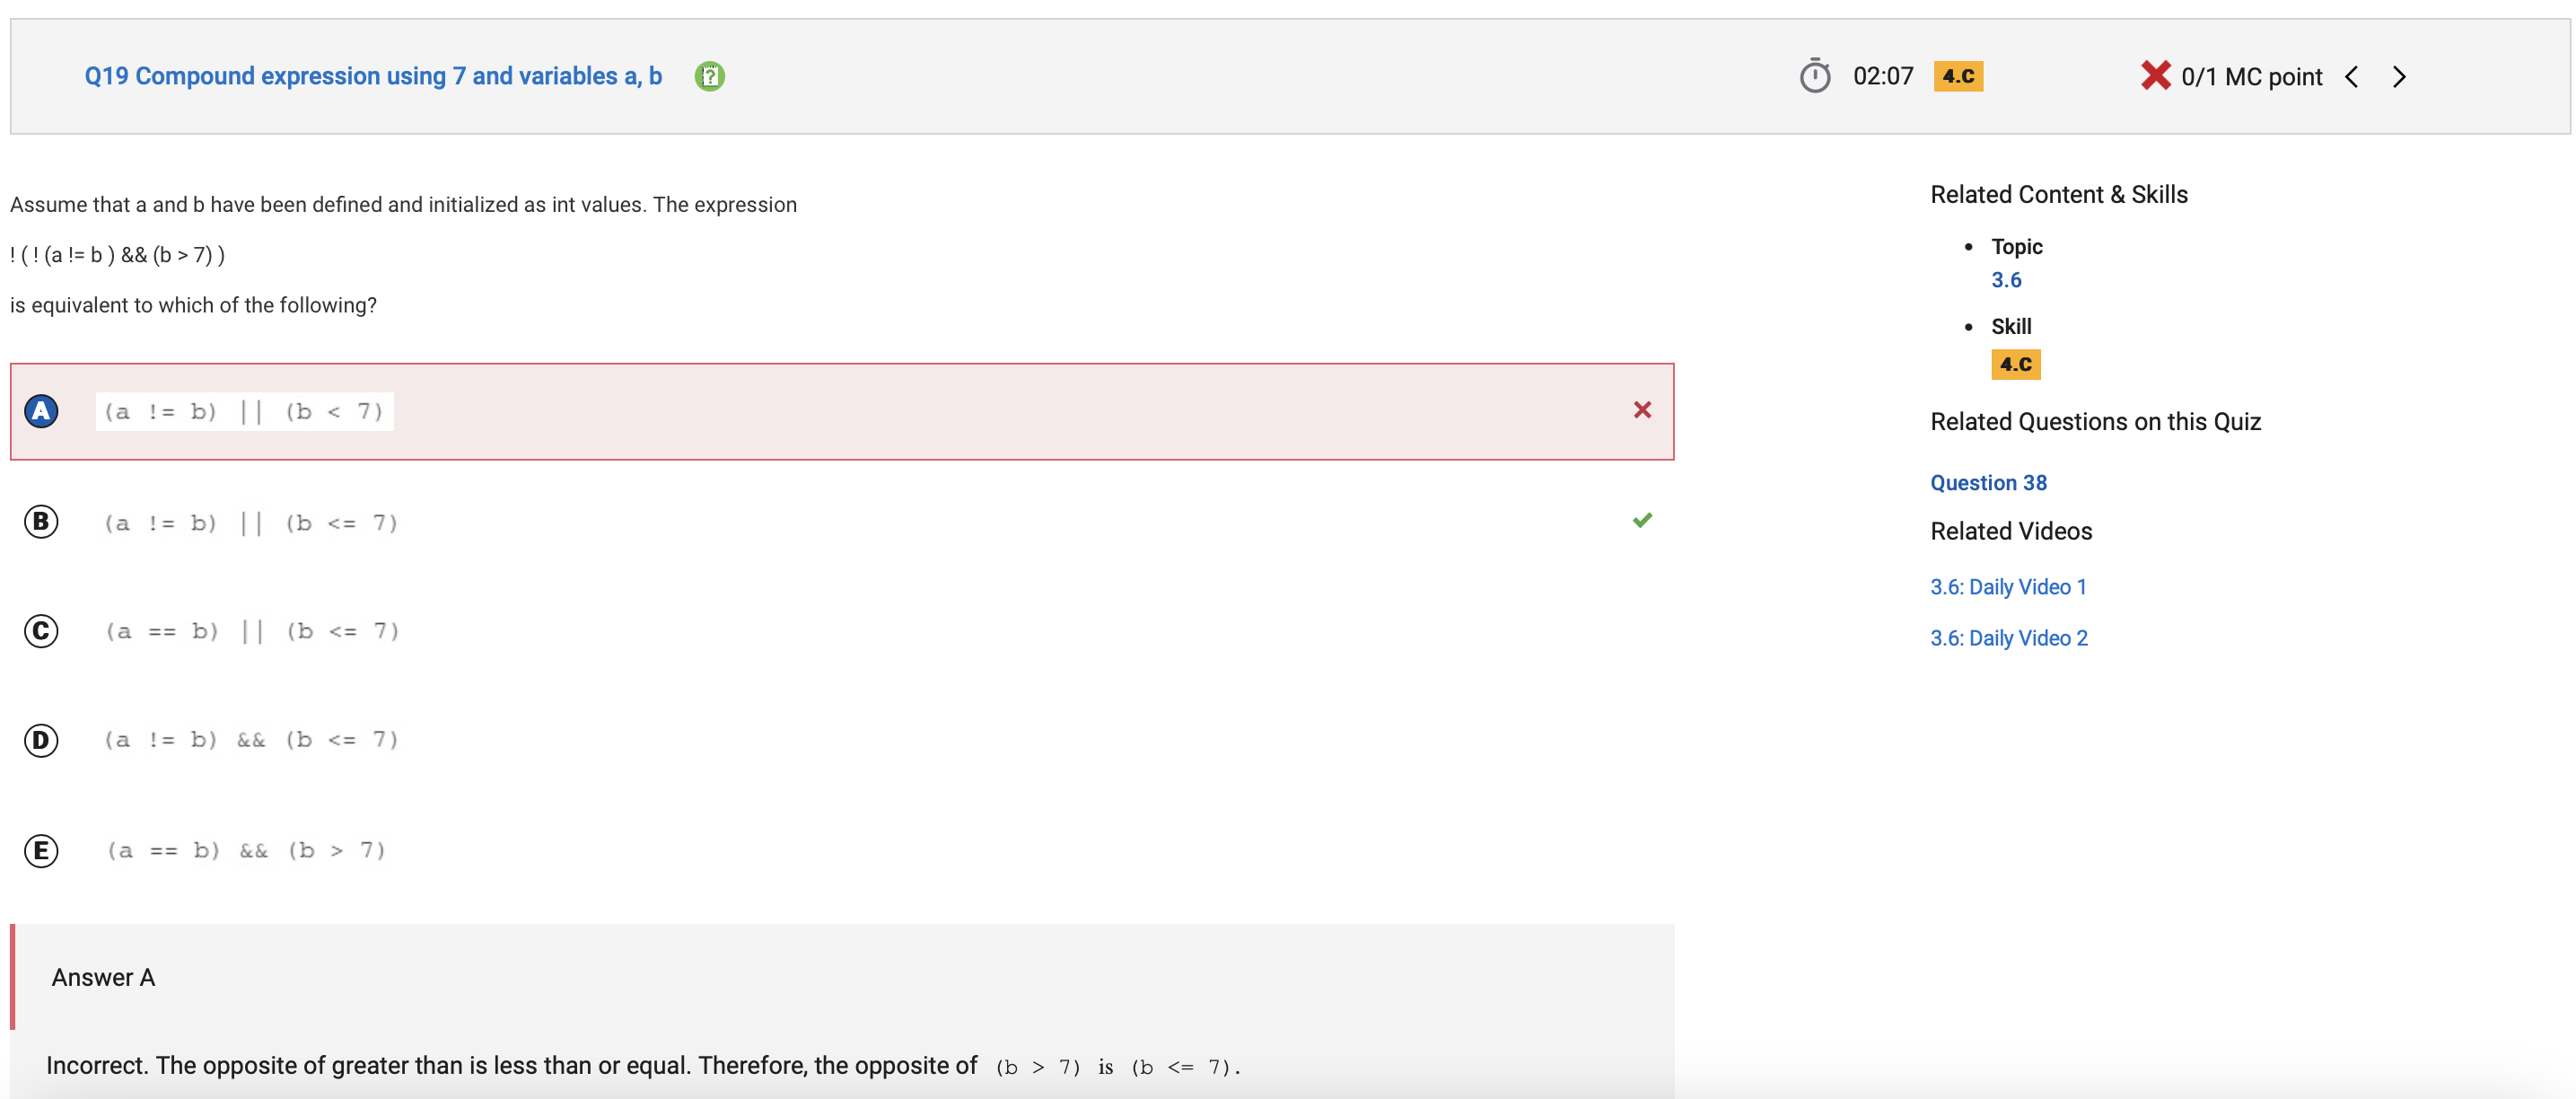 Q19 Compound expression using 7 and variables a, b
02:07 4.C
0/1 MC point
Assume that a and b have been defined and initialized as int values. The expression
! ( ! (a != b ) && (b > 7) )
is equivalent to which of the following?
A (a != b) || (b < 7)
B (a != b) || (b <= 7)
C (a == b) || (b <= 7)
D (a != b) && (b <= 7)
E (a == b) && (b > 7)
Answer A
Incorrect. The opposite of greater than is less than or equal. Therefore, the opposite of (b > 7) is (b <= 7).
Related Content & Skills
• Topic
3.6
• Skill
4.C
Related Questions on this Quiz
Question 38
Related Videos
3.6: Daily Video 1
3.6: Daily Video 2